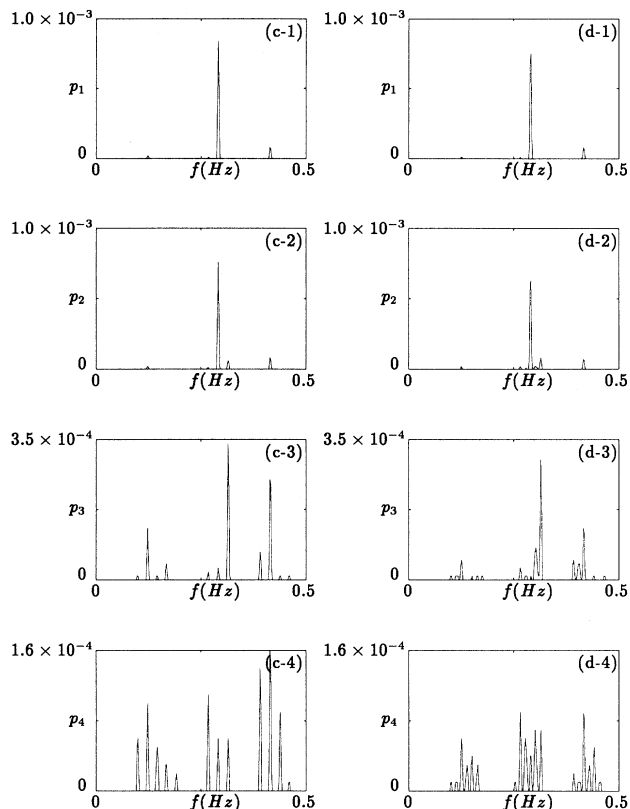 1.0 × 10⁻³ (c-1) (d-1)
p₁ p₁
0 0
0 f(Hz) 0.5 0 f(Hz) 0.5
1.0 × 10⁻³ (c-2) 1.0 × 10⁻³ (d-2)
p₂ p₂
0 0
0 f(Hz) 0.5 0 f(Hz) 0.5
3.5 × 10⁻⁴ (c-3) 3.5 × 10⁻⁴ (d-3)
p₃ p₃
0 0
0 f(Hz) 0.5 0 f(Hz) 0.5
1.6 × 10⁻⁴ (c-4) 1.6 × 10⁻⁴ (d-4)
p₄ p₄
0 0
0 f(Hz) 0.5 0 f(Hz) 0.5